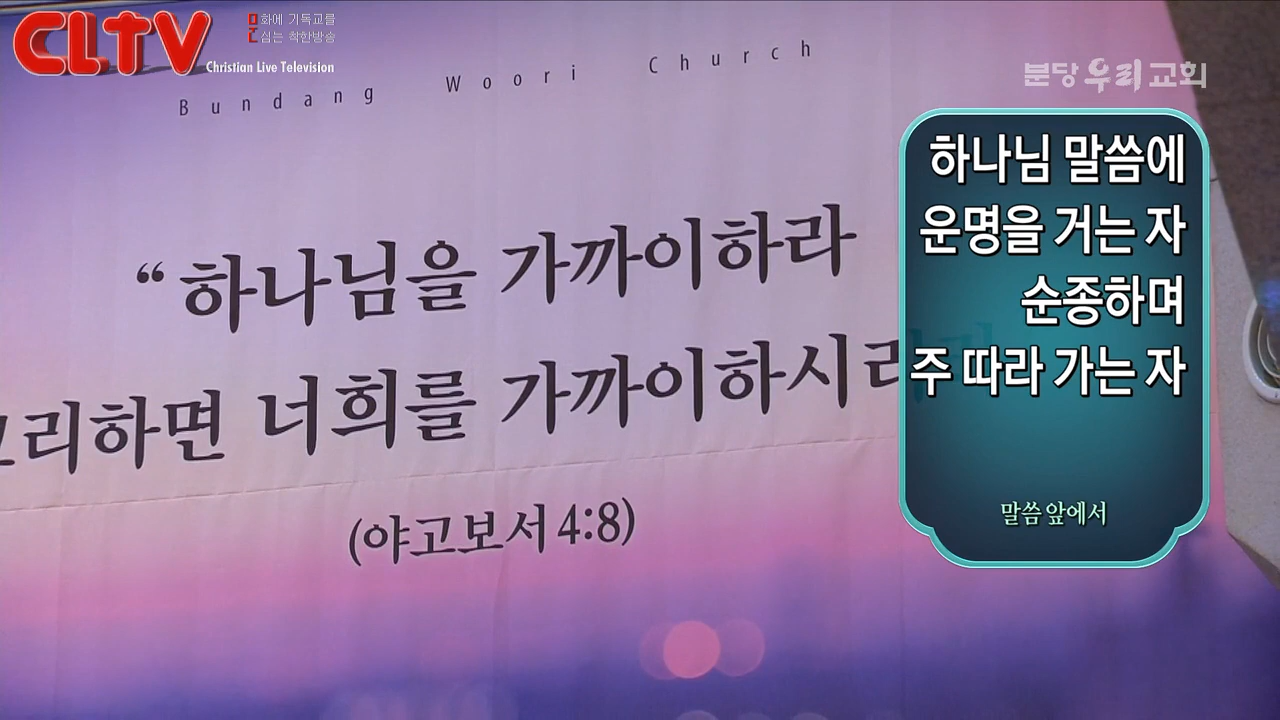 CLTV
문화에 기독교를
심는 착한방송
Christian Live Television
Bundang Woori Church
분당우리교회
“하나님을 가까이하라
그리하면 너희를 가까이하시리라
(야고보서 4:8)
하나님 말씀에
운명을 거는 자
순종하며
주 따라 가는 자
말씀 앞에서